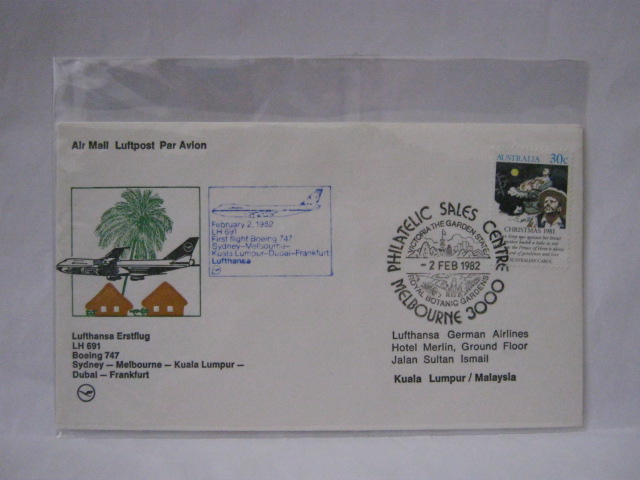 Air Mail Luftpost Par Avion
AUSTRALIA 30c
CHRISTMAS 1981
AUSTRALIAN CAROL
February 2, 1982
LH 691
First flight Boeing 747
Sydney-Melbourne-
Kuala Lumpur-Dubai-Frankfurt
Lufthansa
PHILATELIC SALES CENTRE
VICTORIA THE GARDEN STATE
- 2 FEB 1982
ROYAL BOTANIC GARDENS
MELBOURNE 3000
Lufthansa Erstflug
LH 691
Boeing 747
Sydney – Melbourne – Kuala Lumpur –
Dubai – Frankfurt
Lufthansa German Airlines
Hotel Merlin, Ground Floor
Jalan Sultan Ismail
Kuala Lumpur / Malaysia